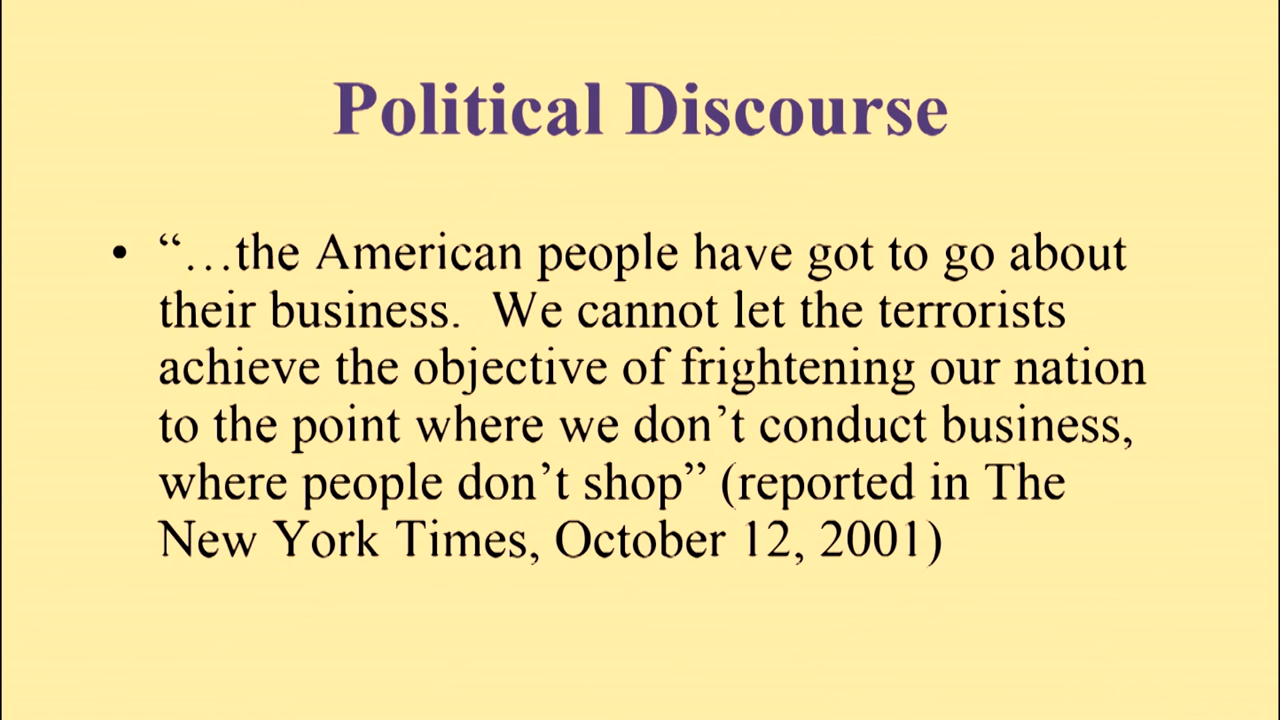 Political Discourse
• “…the American people have got to go about
their business.  We cannot let the terrorists
achieve the objective of frightening our nation
to the point where we don’t conduct business,
where people don’t shop” (reported in The
New York Times, October 12, 2001)